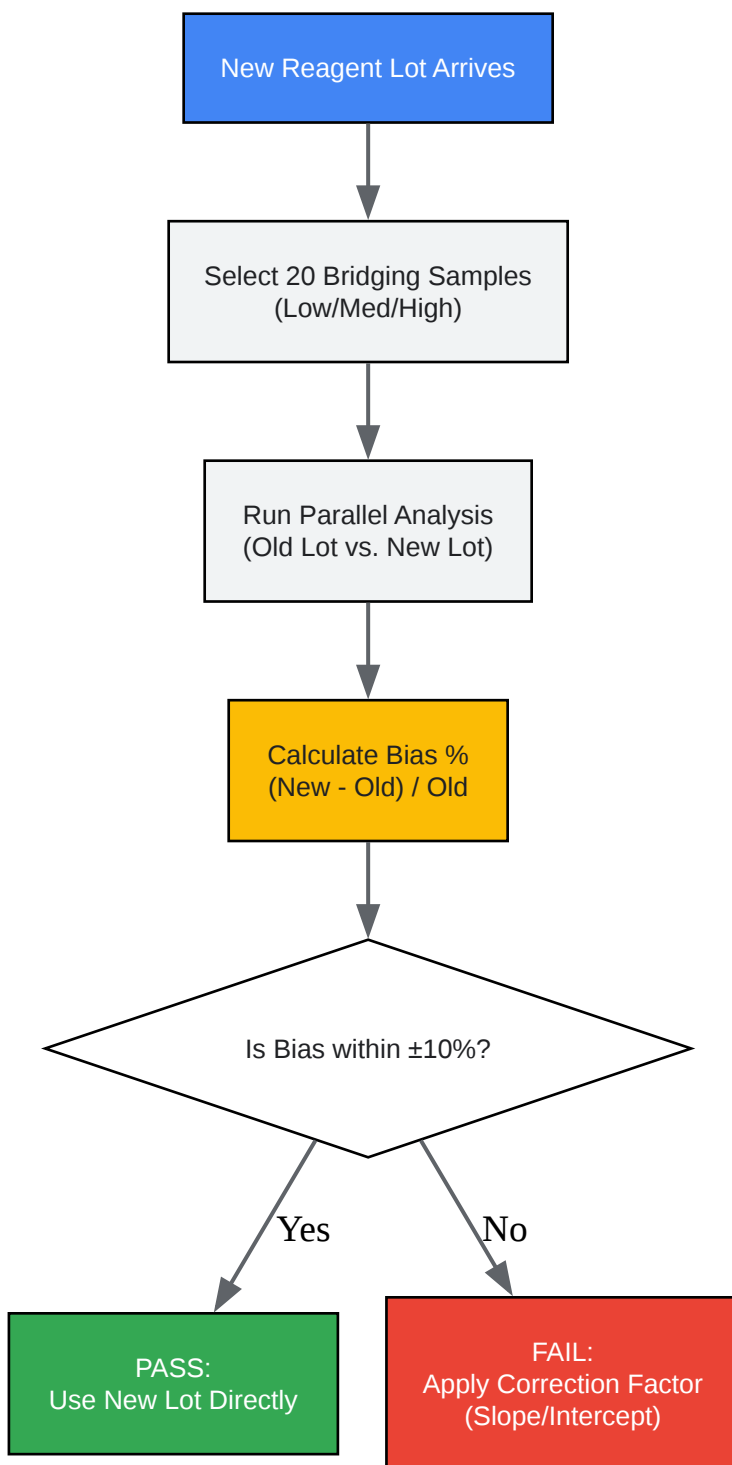 New Reagent Lot Arrives
Select 20 Bridging Samples
(Low/Med/High)
Run Parallel Analysis
(Old Lot vs. New Lot)
Calculate Bias %
(New - Old) / Old
Is Bias within ±10%?
Yes
No
PASS:
Use New Lot Directly
FAIL:
Apply Correction Factor
(Slope/Intercept)